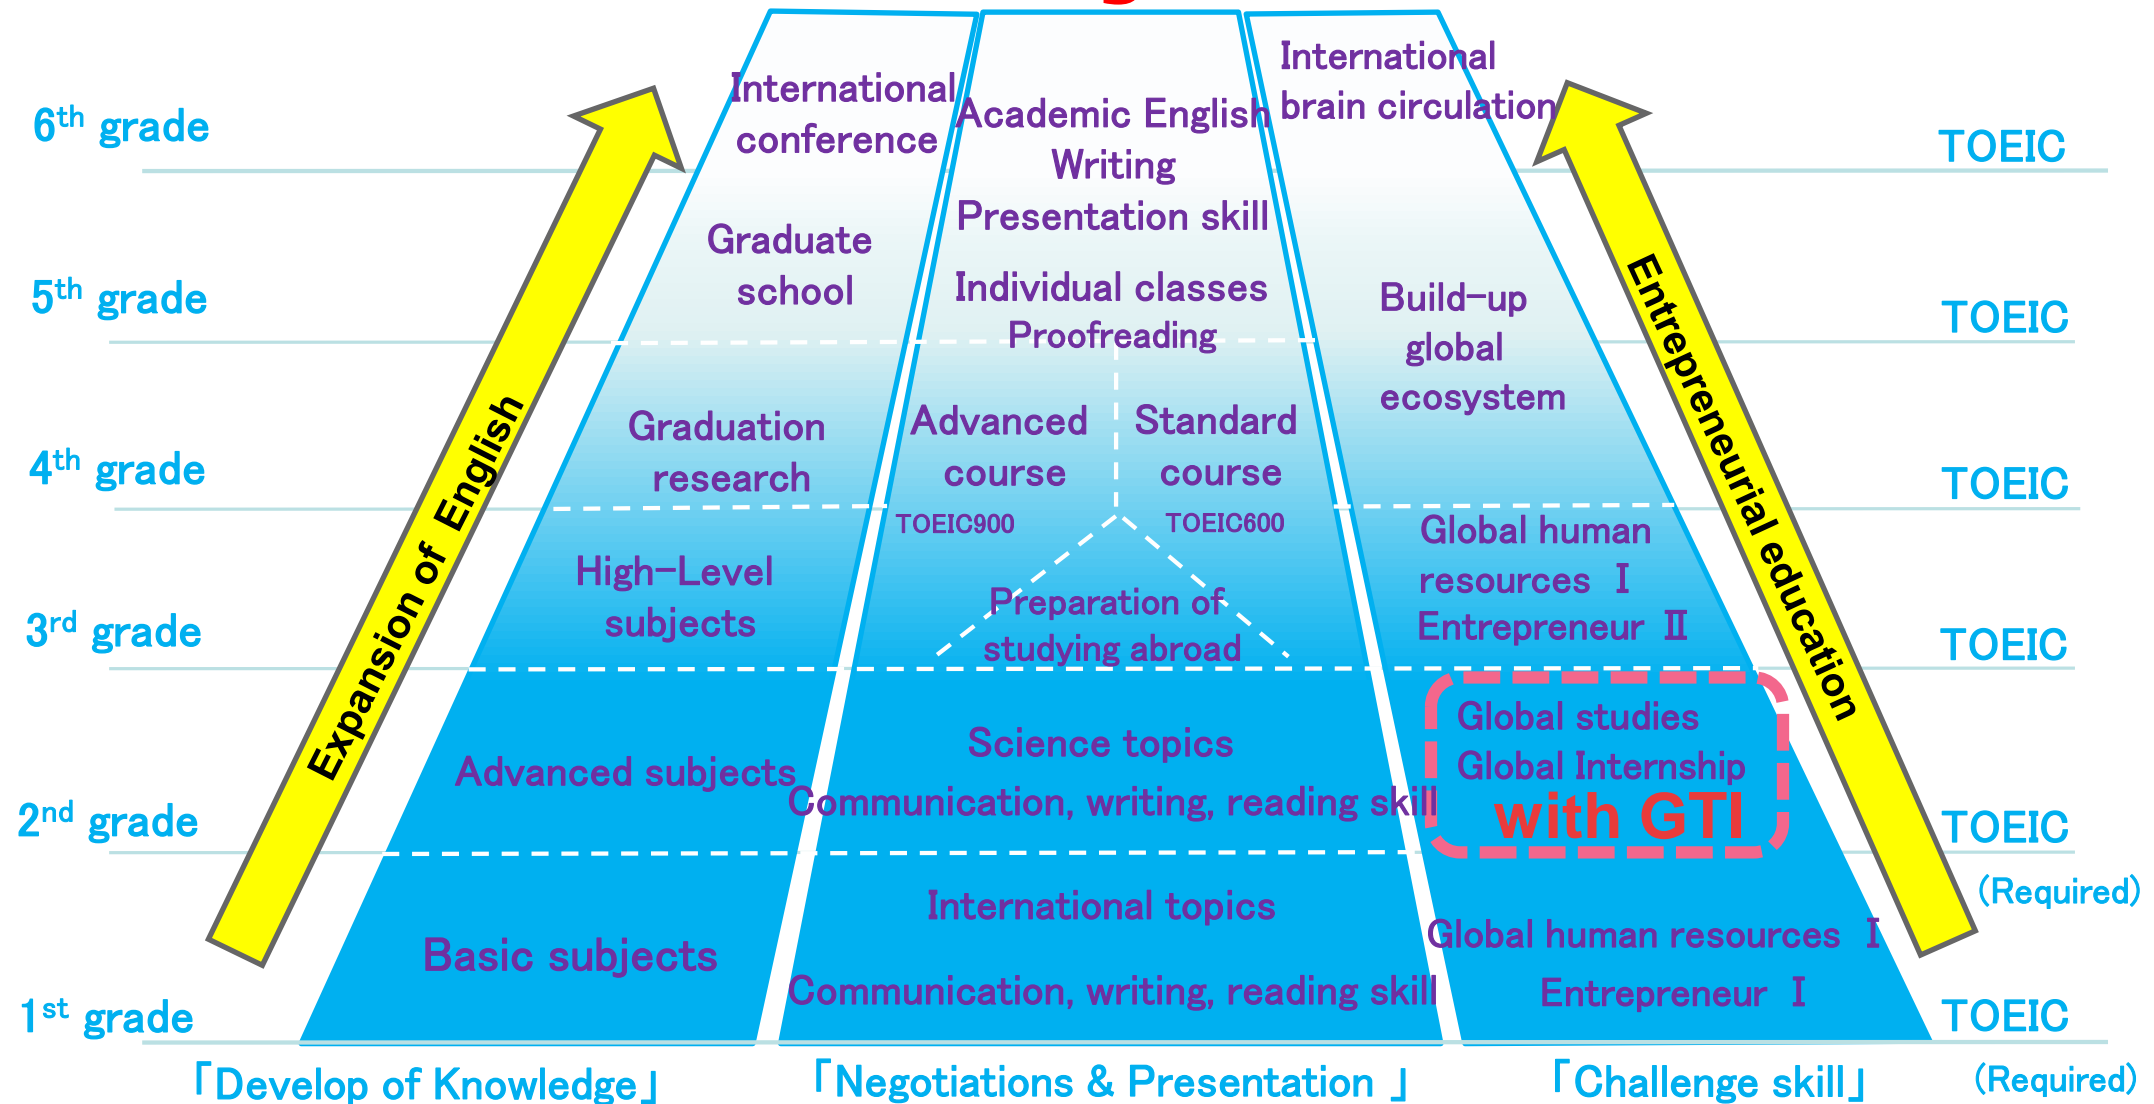 6th grade
International
conference
Academic English
Writing
Presentation skill
International
brain circulation
TOEIC
5th grade
Graduate
school
Individual classes
Proofreading
Build-up
global
ecosystem
TOEIC
4th grade
Graduation
research
Advanced
course
TOEIC900
Standard
course
TOEIC600
TOEIC
3rd grade
High-Level
subjects
Preparation of
studying abroad
Global human
resources Ⅰ
Entrepreneur Ⅱ
TOEIC
2nd grade
Advanced subjects
Science topics
Communication, writing, reading skill
Global studies
Global Internship
with GTI
TOEIC
(Required)
1st grade
Basic subjects
International topics
Communication, writing, reading skill
Global human resources Ⅰ
Entrepreneur Ⅰ
TOEIC
(Required)
Expansion of English
Entrepreneurial education
「Develop of Knowledge」
「Negotiations & Presentation 」
「Challenge skill」